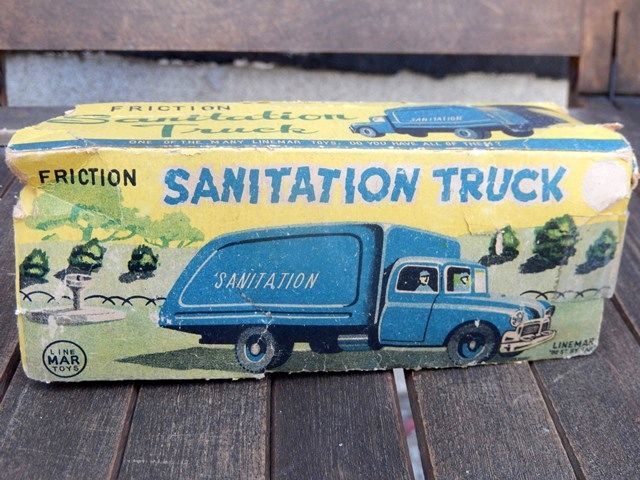 FRICTION
Sanitation
Truck
SANITATION
ONE OF THE MANY LINEMAR TOYS, DO YOU HAVE ALL OF THEM?
FRICTION SANITATION TRUCK
SANITATION
LINE
MAR
TOYS
LINEMAR